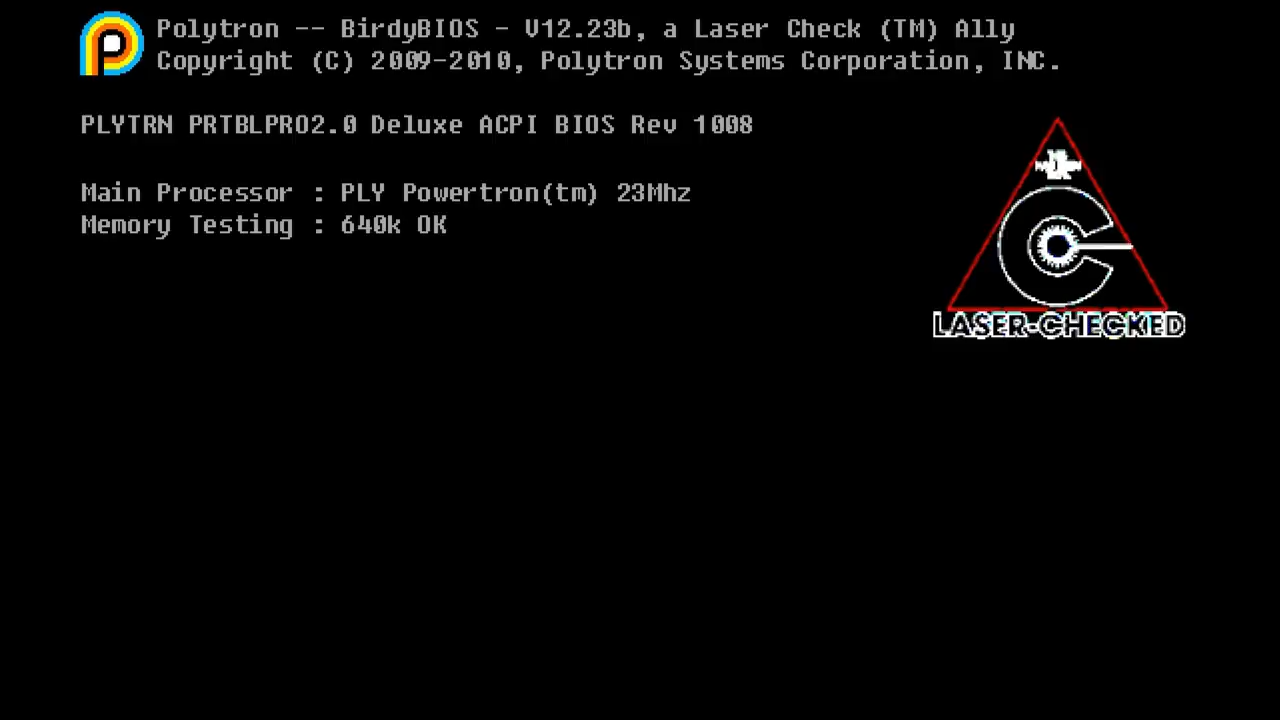 Polytron -- BirdyBIOS - V12.23b, a Laser Check (TM) Ally
Copyright (C) 2009-2010, Polytron Systems Corporation, INC.
PLYTRN PRTBLPRO2.0 Deluxe ACPI BIOS Rev 1008
Main Processor : PLY Powertron(tm) 23Mhz
Memory Testing : 640k OK
LASER-CHECKED